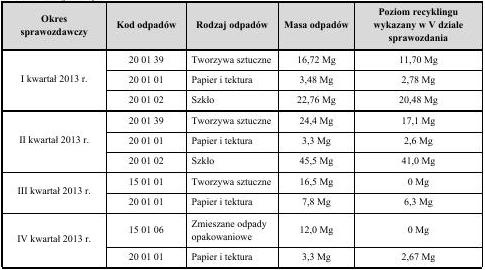 Okres sprawozdawczy | Kod odpadów | Rodzaj odpadów | Masa odpadów | Poziom recyklingu wykazany w V dziale sprawozdania
I kwartał 2013 r. | 20 01 39 | Tworzywa sztuczne | 16,72 Mg | 11,70 Mg
20 01 01 | Papier i tektura | 3,48 Mg | 2,78 Mg
20 01 02 | Szkło | 22,76 Mg | 20,48 Mg
II kwartał 2013 r. | 20 01 39 | Tworzywa sztuczne | 24,4 Mg | 17,1 Mg
20 01 01 | Papier i tektura | 3,3 Mg | 2,6 Mg
20 01 02 | Szkło | 45,5 Mg | 41,0 Mg
III kwartał 2013 r. | 15 01 01 | Tworzywa sztuczne | 16,5 Mg | 0 Mg
20 01 01 | Papier i tektura | 7,8 Mg | 6,3 Mg
IV kwartał 2013 r. | 15 01 06 | Zmieszane odpady opakowaniowe | 12,0 Mg | 0 Mg
20 01 01 | Papier i tektura | 3,3 Mg | 2,67 Mg